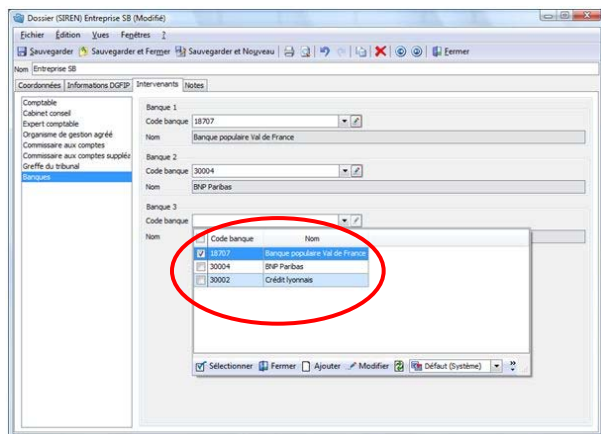 Dossier (SIREN) Entreprise SB (Modifié)
Fichier Édition Vues Fenêtres ?
Sauvegarder Sauvegarder et Fermer Sauvegarder et Nouveau Fermer
Nom Entreprise SB
Coordonnées Informations DGFIP Intervenants Notes
Comptable
Cabinet conseil
Expert comptable
Organisme de gestion agréé
Commissaire aux comptes
Commissaire aux comptes suppléa
Greffe du tribunal
Banques
Banque 1
Code banque 18707
Nom Banque populaire Val de France
Banque 2
Code banque 30004
Nom BNP Paribas
Banque 3
Code banque
Nom
Code banque Nom
18707 Banque populaire Val de France
30004 BNP Paribas
30002 Crédit lyonnais
Sélectionner Fermer Ajouter Modifier Défaut (Système) »